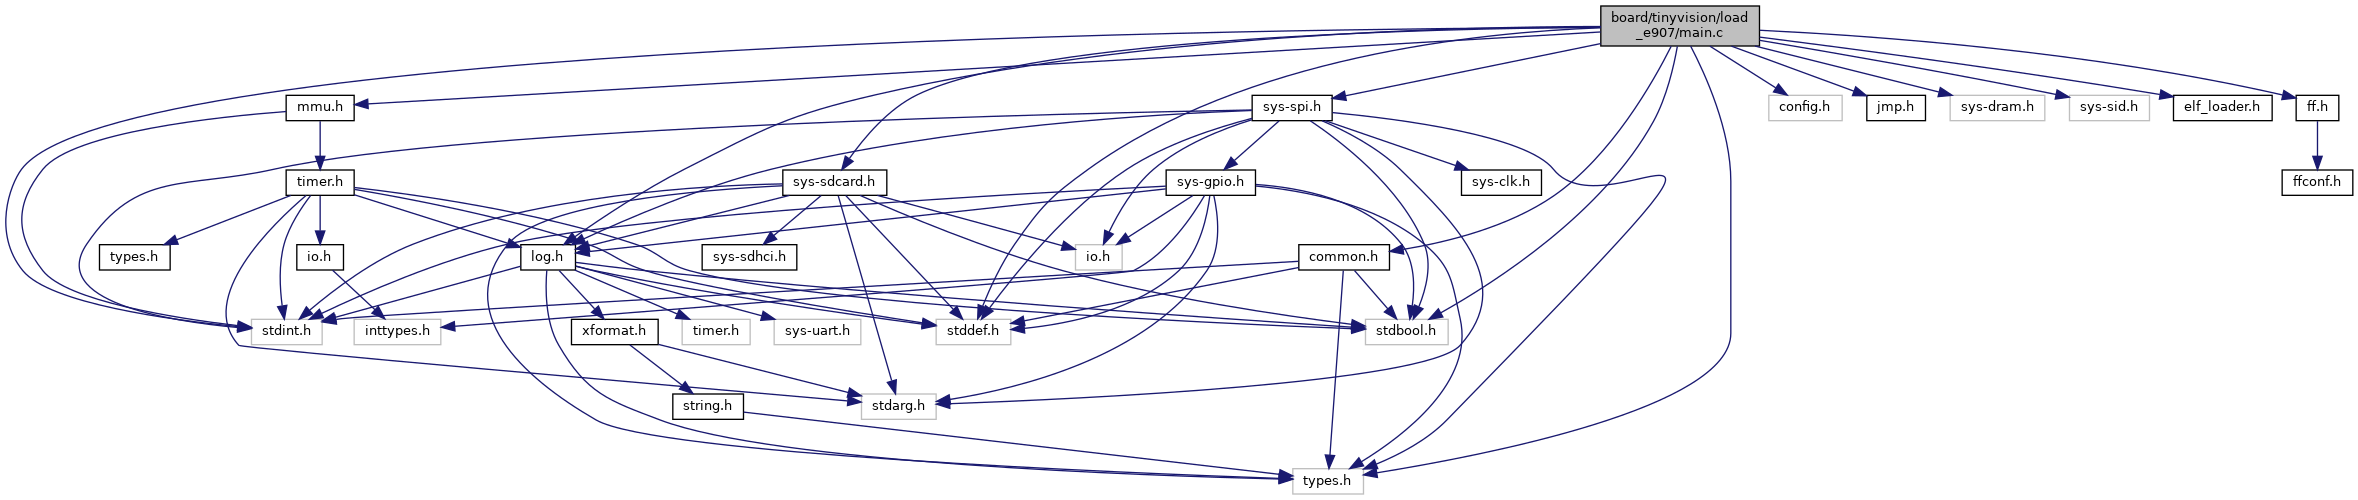 board/tinyvision/load
_e907/main.c
mmu.h
sys-spi.h
config.h
jmp.h
sys-dram.h
sys-sid.h
elf_loader.h
ff.h
timer.h
sys-sdcard.h
sys-gpio.h
sys-clk.h
ffconf.h
types.h
io.h
log.h
sys-sdhci.h
io.h
common.h
stdint.h
inttypes.h
xformat.h
timer.h
sys-uart.h
stddef.h
stdbool.h
string.h
stdarg.h
types.h